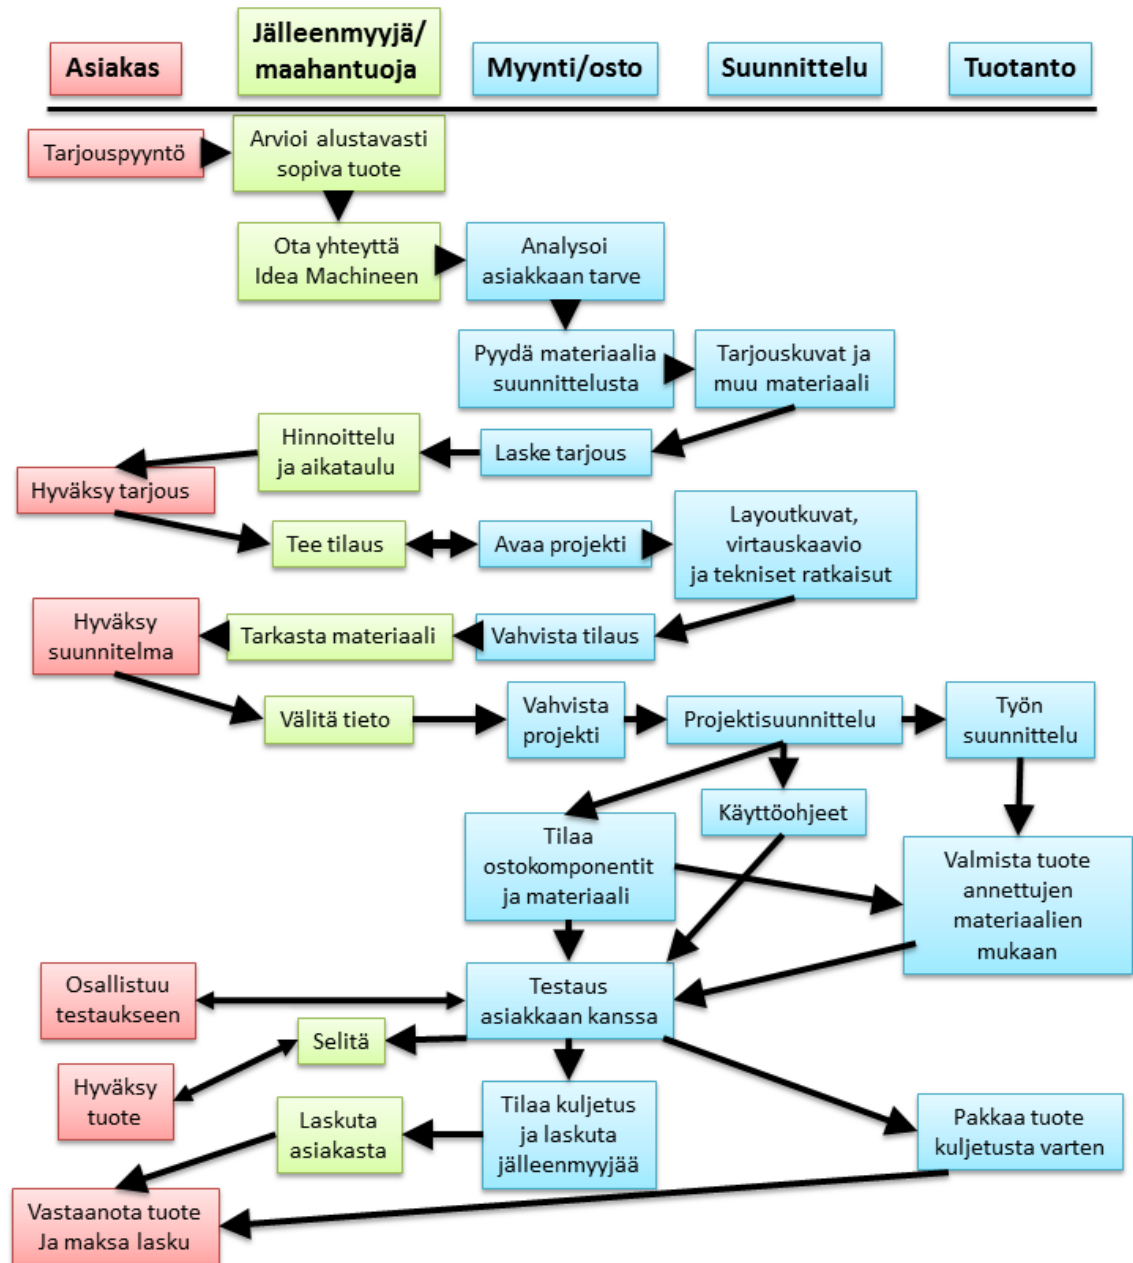 Asiakas
Jälleenmyyjä/
maahantuoja
Myynti/osto
Suunnittelu
Tuotanto
Tarjouspyyntö
Arvioi alustavasti
sopiva tuote
Ota yhteyttä
Idea Machineen
Analysoi
asiakkaan tarve
Pyydä materiaalia
suunnittelusta
Tarjouskuvat ja
muu materiaali
Laske tarjous
Hinnoittelu
ja aikataulu
Hyväksy tarjous
Tee tilaus
Avaa projekti
Layoutkuvat,
virtauskaavio
ja tekniset ratkaisut
Vahvista tilaus
Tarkasta materiaali
Hyväksy
suunnitelma
Välitä tieto
Vahvista
projekti
Projektisuunnittelu
Työn
suunnittelu
Käyttöohjeet
Tilaa
ostokomponentit
ja materiaali
Valmista tuote
annettujen
materiaalien
mukaan
Osallistuu
testaukseen
Testaus
asiakkaan kanssa
Selitä
Hyväksy
tuote
Tilaa kuljetus
ja laskuta
jälleenmyyjää
Laskuta
asiakasta
Pakkaa tuote
kuljetusta varten
Vastaanota tuote
Ja maksa lasku